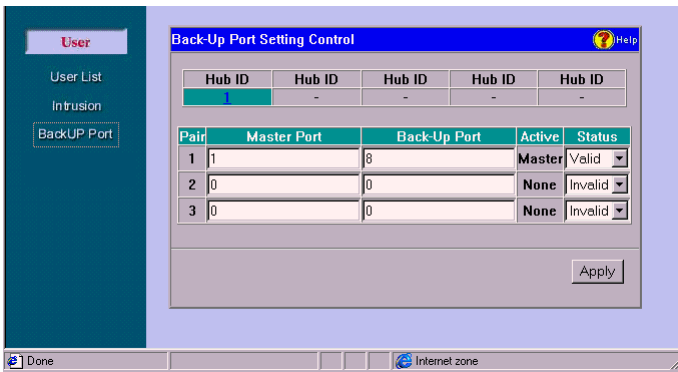 User
User List
Intrusion
BackUP Port
Back-Up Port Setting Control
Help
Hub ID Hub ID Hub ID Hub ID Hub ID
1 - - - -
Pair Master Port Back-Up Port Active Status
1 1 8 Master Valid
2 0 0 None Invalid
3 0 0 None Invalid
Apply
Done Internet zone